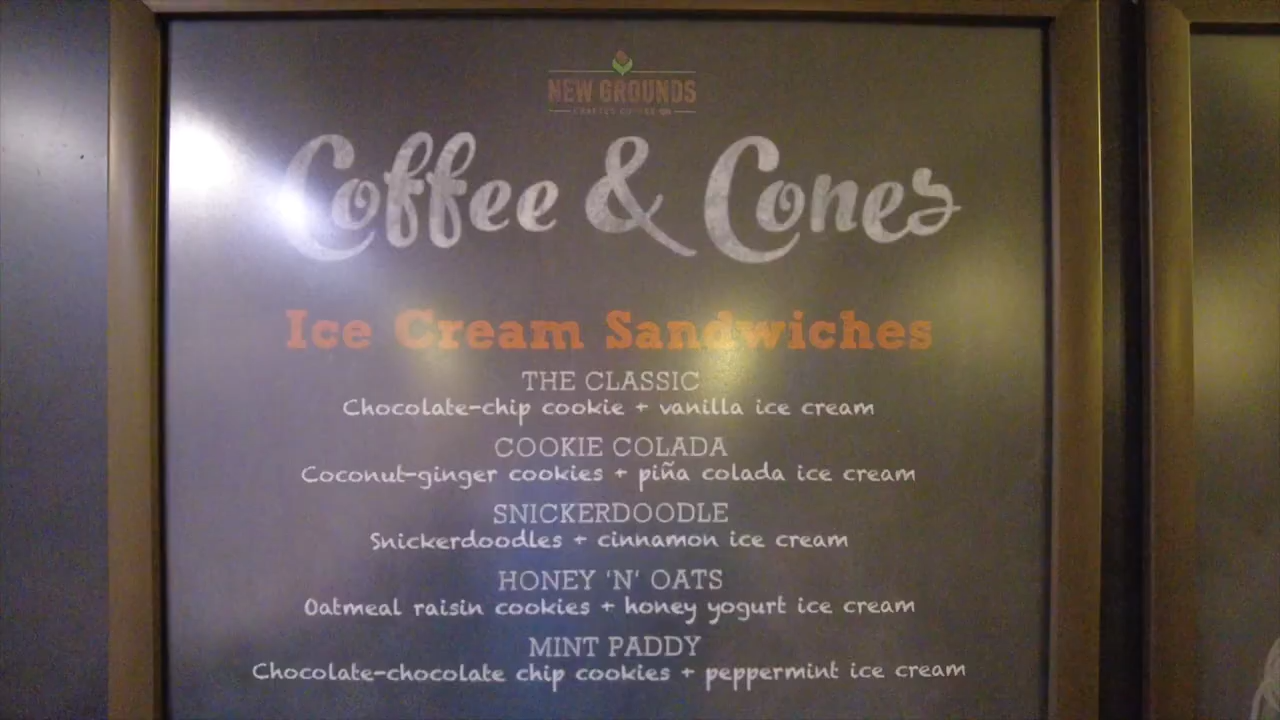 NEW GROUNDS
CRAFTED COFFEE
Coffee & Cones
Ice Cream Sandwiches
THE CLASSIC
Chocolate-chip cookie + vanilla ice cream
COOKIE COLADA
Coconut-ginger cookies + piña colada ice cream
SNICKERDOODLE
Snickerdoodles + cinnamon ice cream
HONEY 'N' OATS
Oatmeal raisin cookies + honey yogurt ice cream
MINT PADDY
Chocolate-chocolate chip cookies + peppermint ice cream